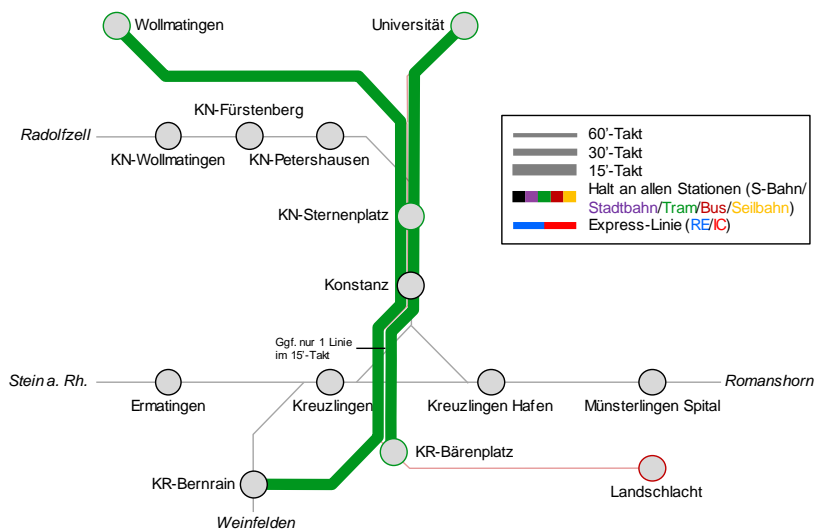 Wollmatingen
Universität
KN-Fürstenberg
Radolfzell
KN-Wollmatingen
KN-Petershausen
60'-Takt
30'-Takt
15'-Takt
Halt an allen Stationen (S-Bahn/
Stadtbahn/Tram/Bus/Seilbahn)
Express-Linie (RE/IC)
KN-Sternenplatz
Konstanz
Ggf. nur 1 Linie
im 15'-Takt
Stein a. Rh.
Romanshorn
Ermatingen
Kreuzlingen
Kreuzlingen Hafen
Münsterlingen Spital
KR-Bärenplatz
KR-Bernrain
Landschlacht
Weinfelden